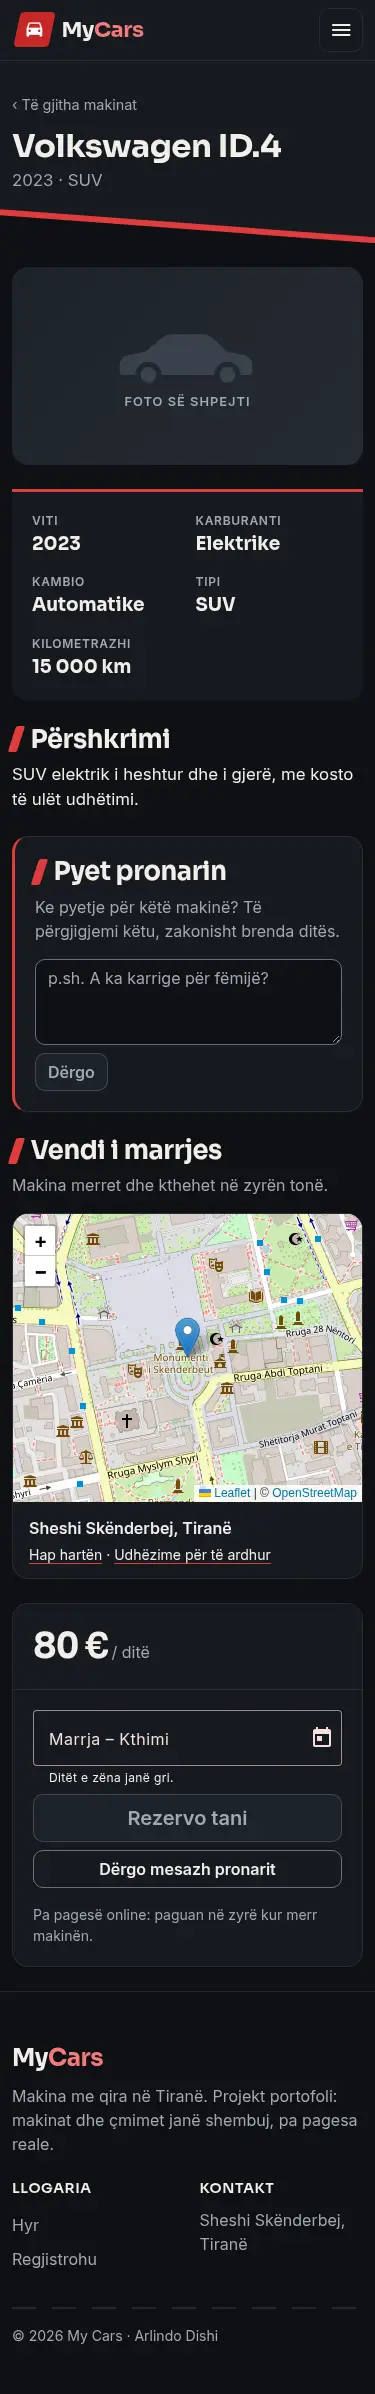 MyCars
‹ Të gjitha makinat
Volkswagen ID.4
2023 · SUV
FOTO SË SHPEJTI
VITI
2023
KARBURANTI
Elektrike
KAMBIO
Automatike
TIPI
SUV
KILOMETRAZHI
15 000 km
Përshkrimi
SUV elektrik i heshtur dhe i gjerë, me kosto
të ulët udhëtimi.
Pyet pronarin
Ke pyetje për këtë makinë? Të
përgjigjemi këtu, zakonisht brenda ditës.
p.sh. A ka karrige për fëmijë?
Dërgo
Vendi i marrjes
Makina merret dhe kthehet në zyrën tonë.
+
−
Rruga 28 Nëntori
Monumenti
i Skënderbeut
Rruga Abdi Toptani
a Çamëria
Shëtitorja Murat Toptani
Rruga Myslym Shyri
Leaflet | © OpenStreetMap
Sheshi Skënderbej, Tiranë
Hap hartën · Udhëzime për të ardhur
80 € / ditë
Marrja – Kthimi
Ditët e zëna janë gri.
Rezervo tani
Dërgo mesazh pronarit
Pa pagesë online: paguan në zyrë kur merr
makinën.
MyCars
Makina me qira në Tiranë. Projekt portofoli:
makinat dhe çmimet janë shembuj, pa pagesa
reale.
LLOGARIA
Hyr
Regjistrohu
KONTAKT
Sheshi Skënderbej,
Tiranë
© 2026 My Cars · Arlindo Dishi